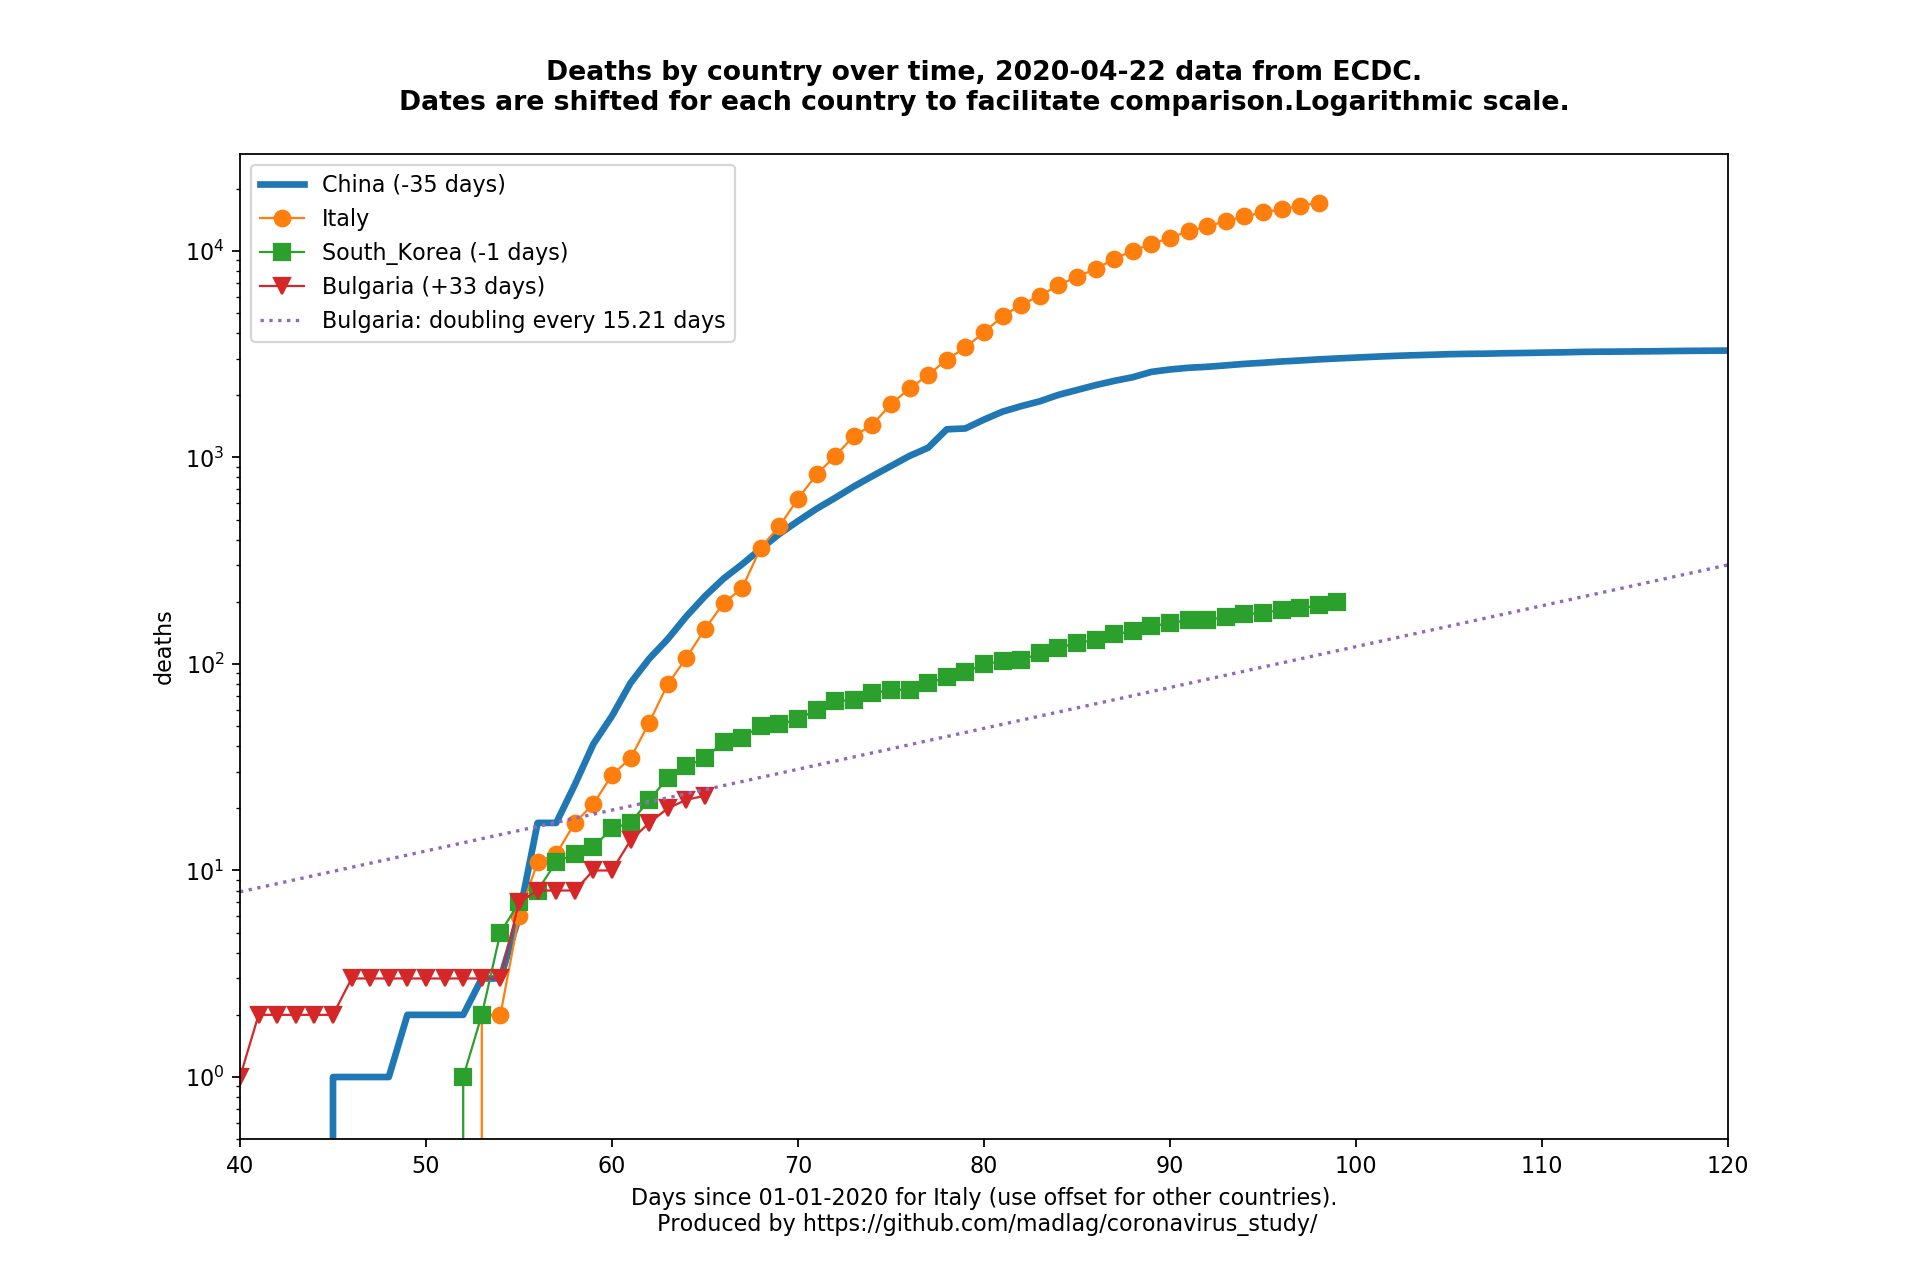 Deaths by country over time, 2020-04-22 data from ECDC.
Dates are shifted for each country to facilitate comparison.Logarithmic scale.
China (-35 days)
Italy
South_Korea (-1 days)
Bulgaria (+33 days)
Bulgaria: doubling every 15.21 days
10^4
10^3
10^2
10^1
10^0
deaths
40 50 60 70 80 90 100 110 120
Days since 01-01-2020 for Italy (use offset for other countries).
Produced by https://github.com/madlag/coronavirus_study/